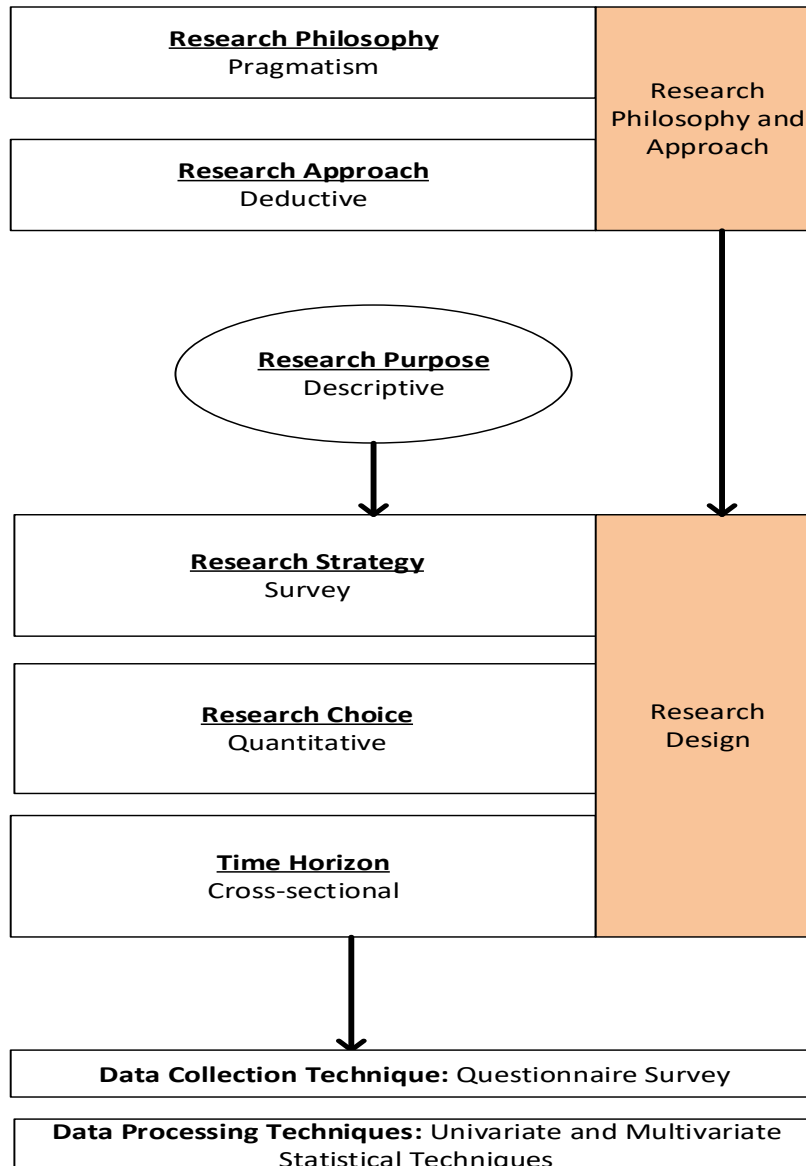 Research Philosophy
Pragmatism
Research
Philosophy and
Approach
Research Approach
Deductive
Research Purpose
Descriptive
Research Strategy
Survey
Research Choice
Quantitative
Research
Design
Time Horizon
Cross-sectional
Data Collection Technique: Questionnaire Survey
Data Processing Techniques: Univariate and Multivariate
Statistical Techniques